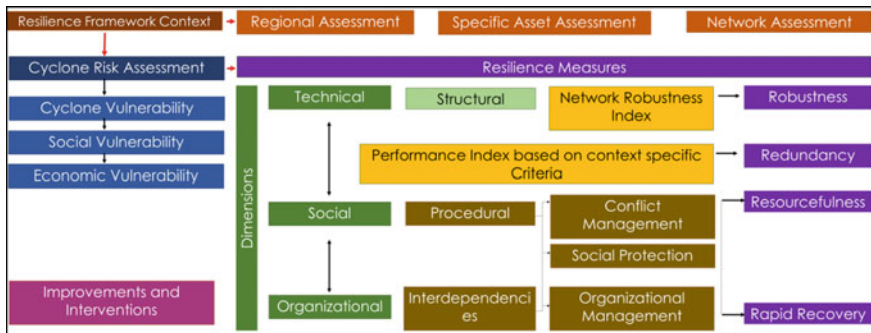 Resilience Framework Context
Regional Assessment
Specific Asset Assessment
Network Assessment
Cyclone Risk Assessment
Resilience Measures
Cyclone Vulnerability
Social Vulnerability
Economic Vulnerability
Improvements and
Interventions
Dimensions
Technical
Structural
Network Robustness
Index
Robustness
Performance Index based on context specific
Criteria
Redundancy
Social
Procedural
Conflict
Management
Resourcefulness
Social Protection
Organizational
Interdependenci
es
Organizational
Management
Rapid Recovery